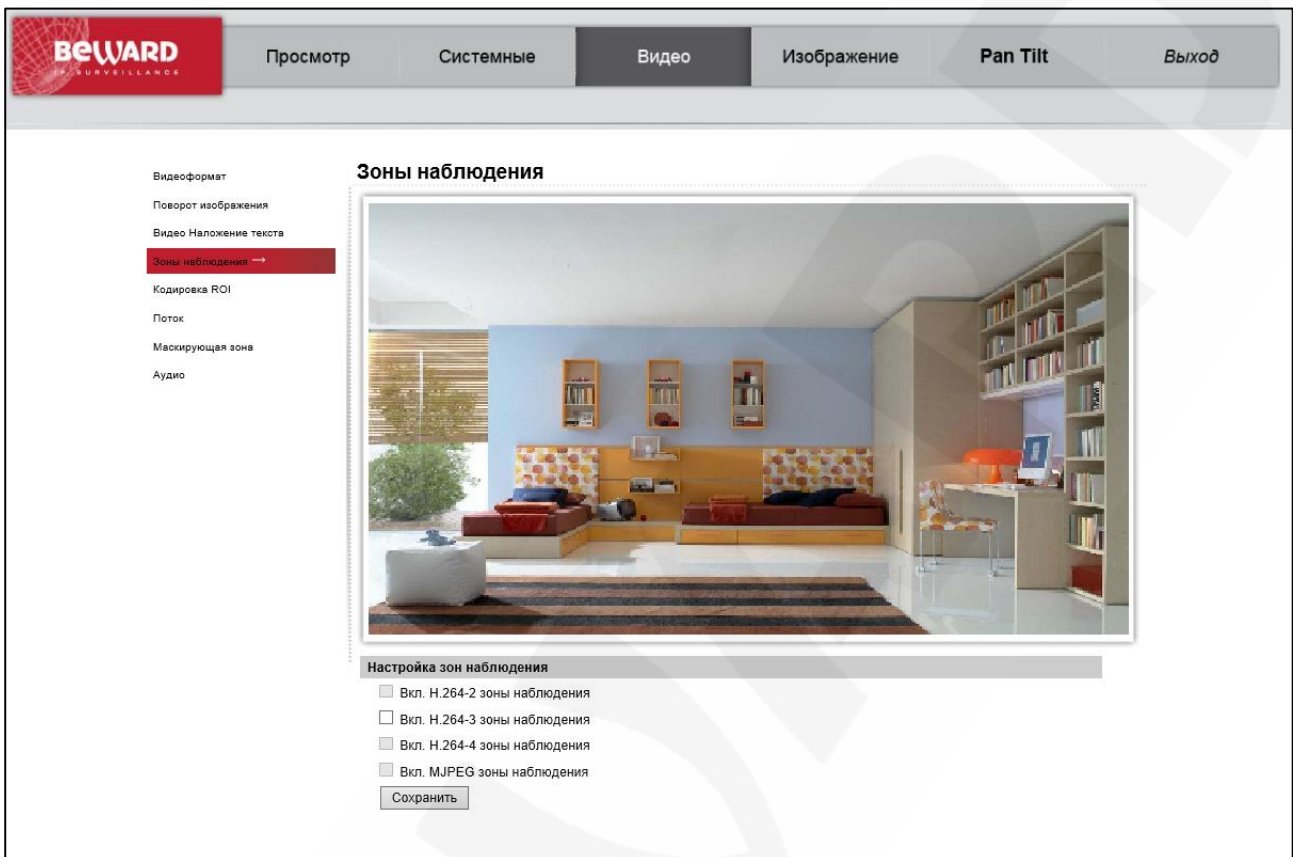 BEWARD
IP SURVEILLANCE
Просмотр
Системные
Видео
Изображение
Pan Tilt
Выход
Видеоформат
Поворот изображения
Видео Наложение текста
Зоны наблюдения →
Кодировка ROI
Поток
Маскирующая зона
Аудио
Зоны наблюдения
Настройка зон наблюдения
Вкл. H.264-2 зоны наблюдения
Вкл. H.264-3 зоны наблюдения
Вкл. H.264-4 зоны наблюдения
Вкл. MJPEG зоны наблюдения
Сохранить